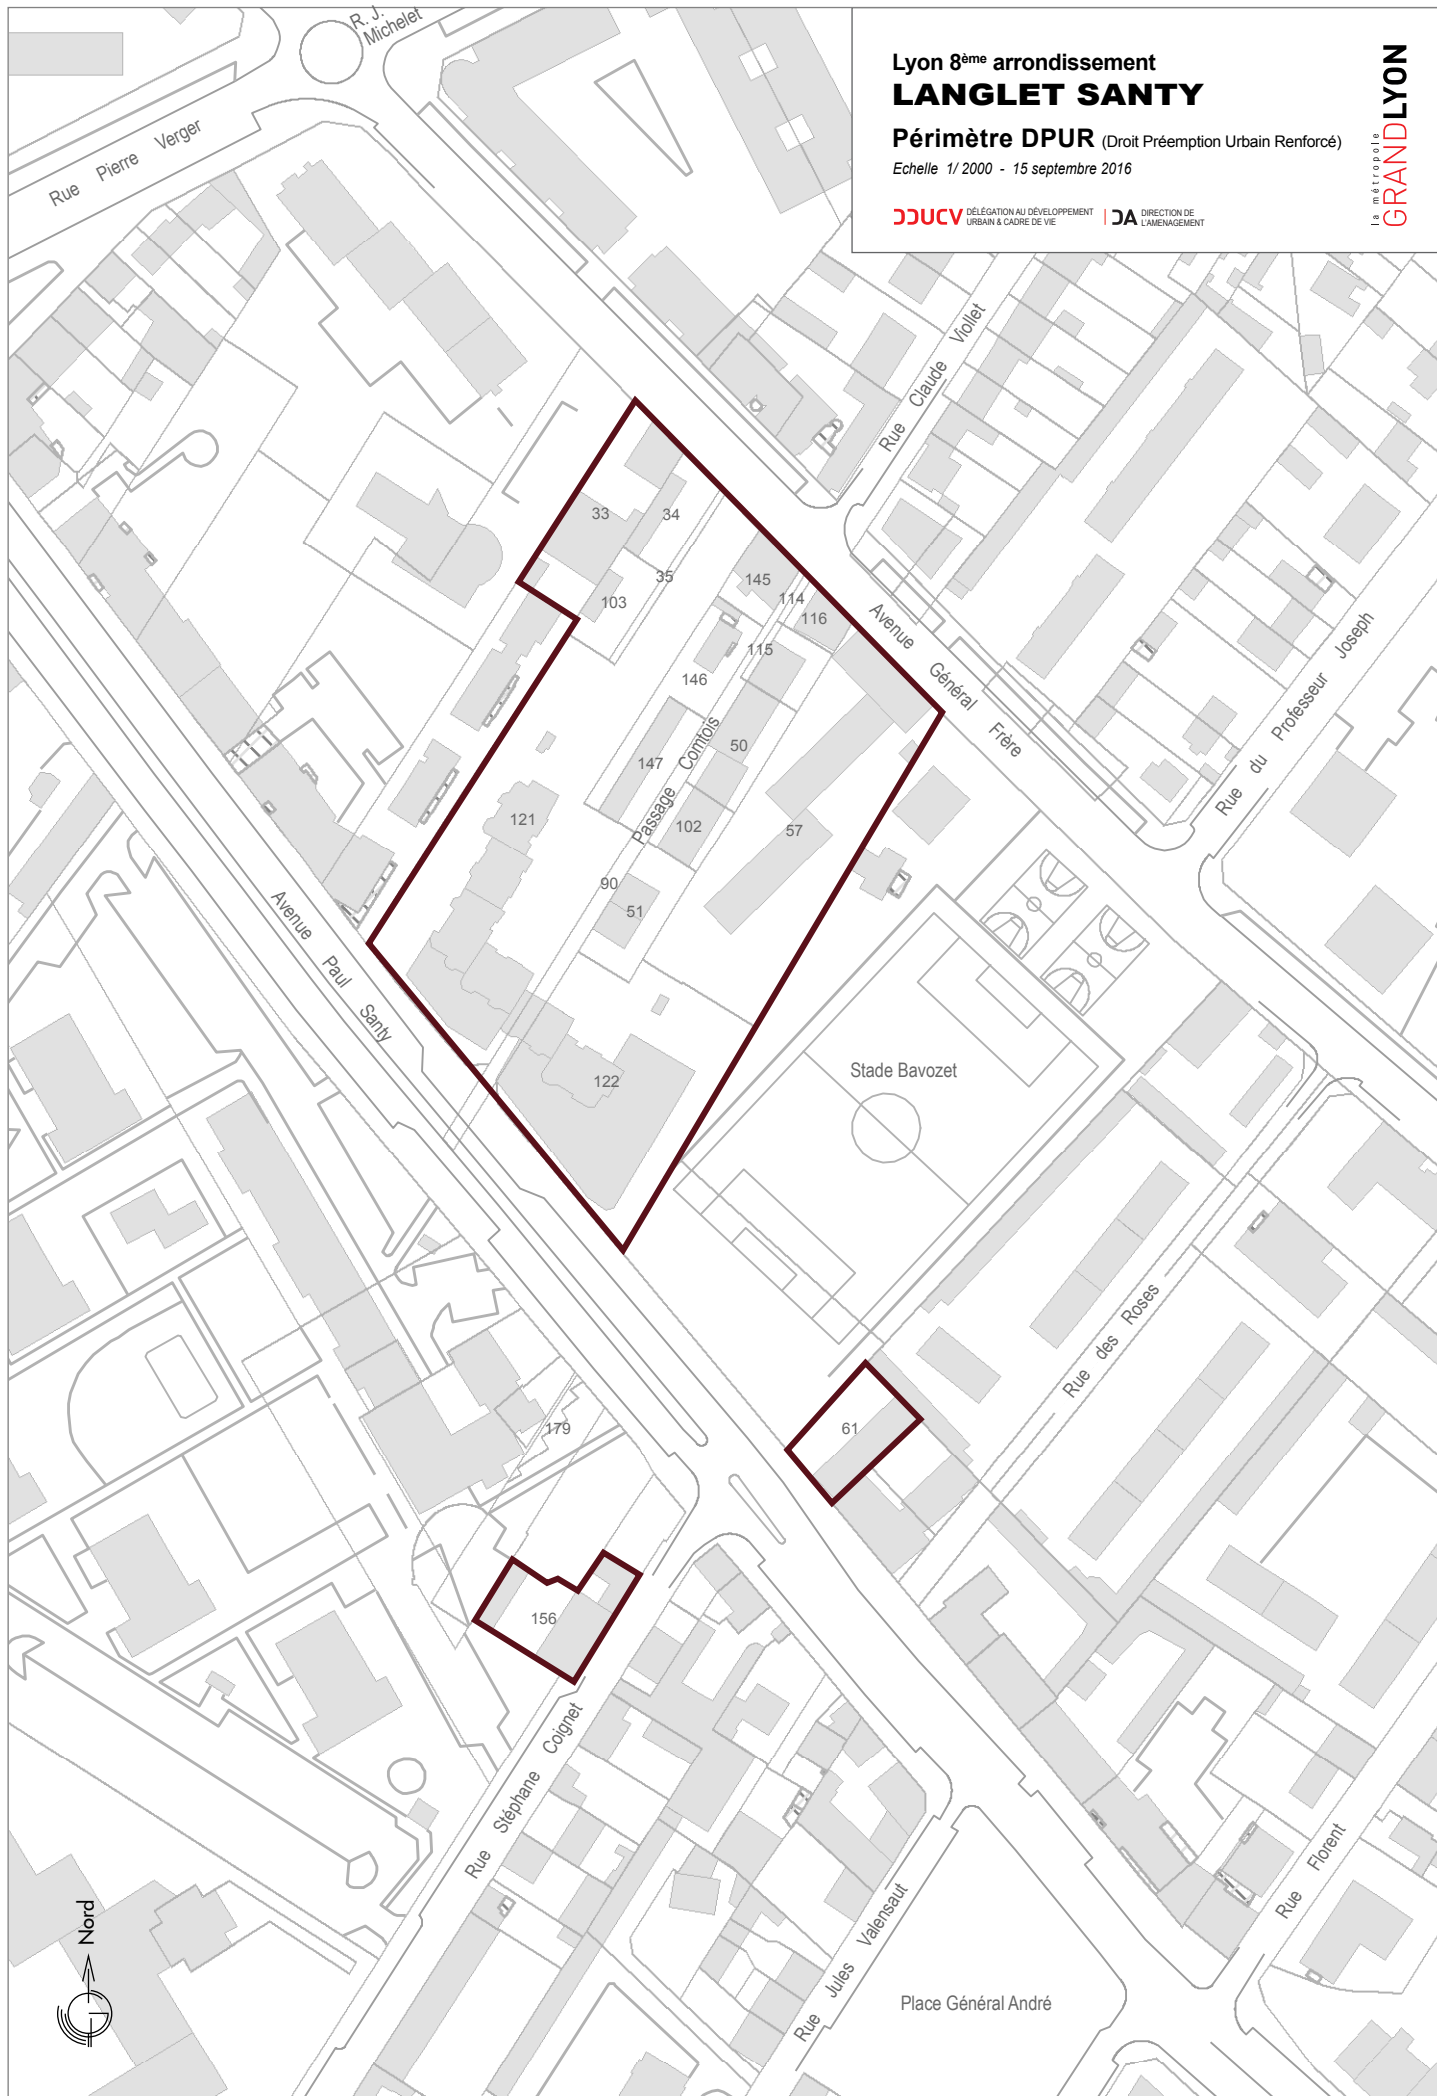 Lyon 8ème arrondissement
LANGLET SANTY
Périmètre DPUR (Droit Préemption Urbain Renforcé)
Echelle 1/ 2000 - 15 septembre 2016
DDUCV DÉLÉGATION AU DÉVELOPPEMENT
URBAIN & CADRE DE VIE
DA DIRECTION DE
L'AMENAGEMENT
la métropole
GRANDLYON
R. J.
Michelet
Rue Pierre Verger
Rue Claude Viollet
33
34
35
103
145
114
116
115
146
Avenue Général Frère
Rue du Professeur Joseph
50
147
Passage Comtois
121
102
57
90
51
Avenue Paul Santy
122
Stade Bavozet
Rue des Roses
61
179
156
Rue Stéphane Coignet
Rue Jules Valensaut
Rue Florent
Place Général André
Nord